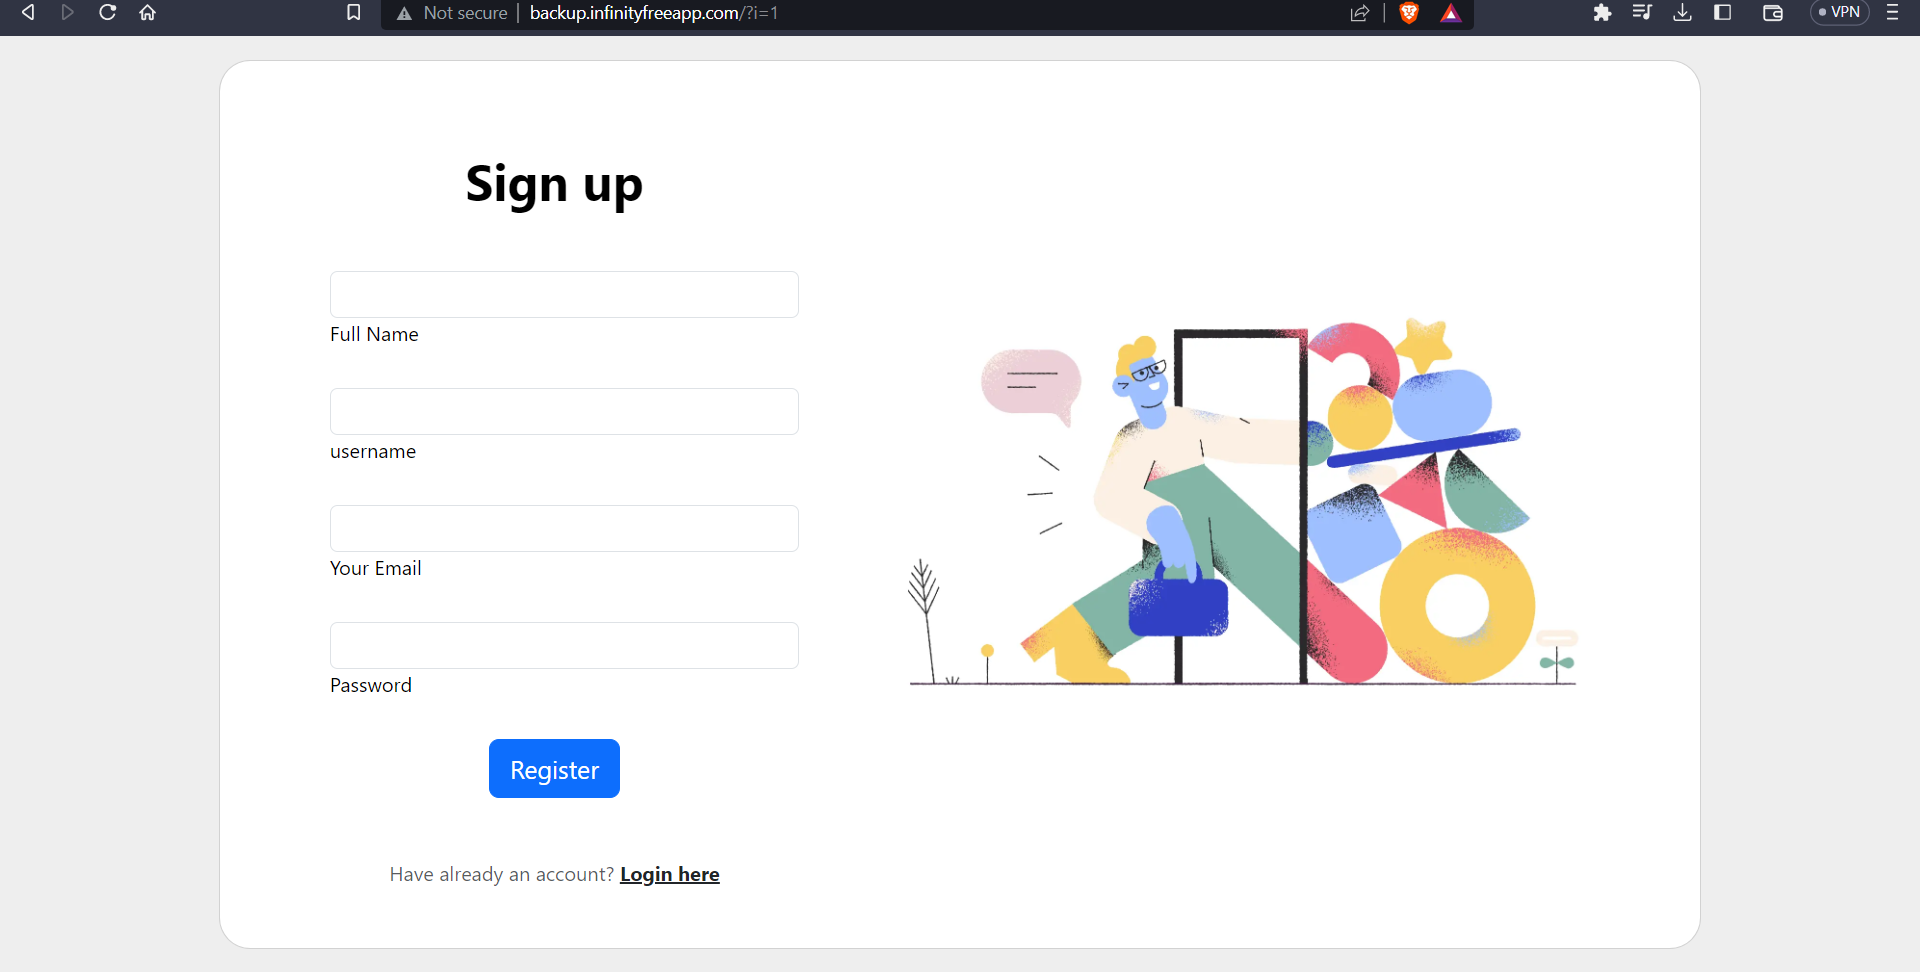 Not secure | backup.infinityfreeapp.com/?i=1
VPN
Sign up
Full Name
username
Your Email
Password
Register
Have already an account? Login here